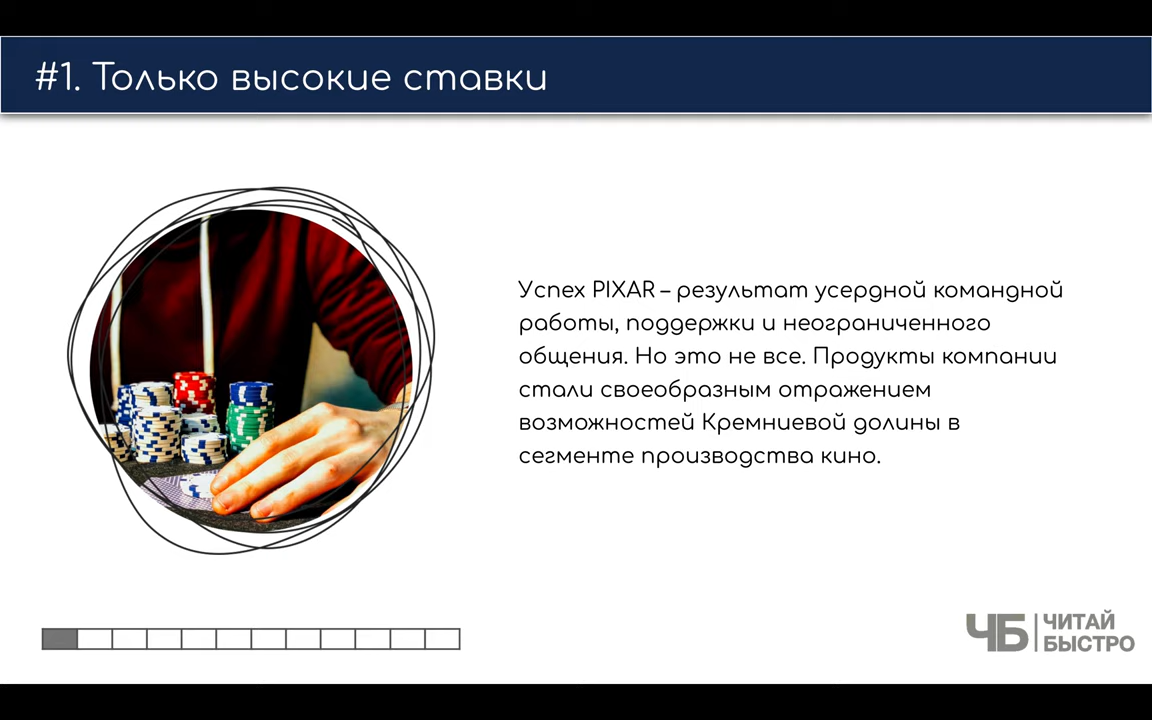 #1. Только высокие ставки
Успех PIXAR – результат усердной командной
работы, поддержки и неограниченного
общения. Но это не все. Продукты компании
стали своеобразным отражением
возможностей Кремниевой долины в
сегменте производства кино.
ЧБ ЧИТАЙ
БЫСТРО